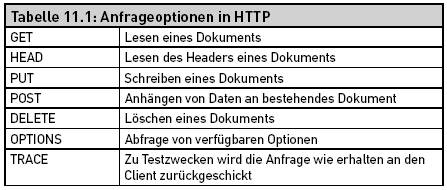 Tabelle 11.1: Anfrageoptionen in HTTP
GET Lesen eines Dokuments
HEAD Lesen des Headers eines Dokuments
PUT Schreiben eines Dokuments
POST Anhängen von Daten an bestehendes Dokument
DELETE Löschen eines Dokuments
OPTIONS Abfrage von verfügbaren Optionen
TRACE Zu Testzwecken wird die Anfrage wie erhalten an den
Client zurückgeschickt